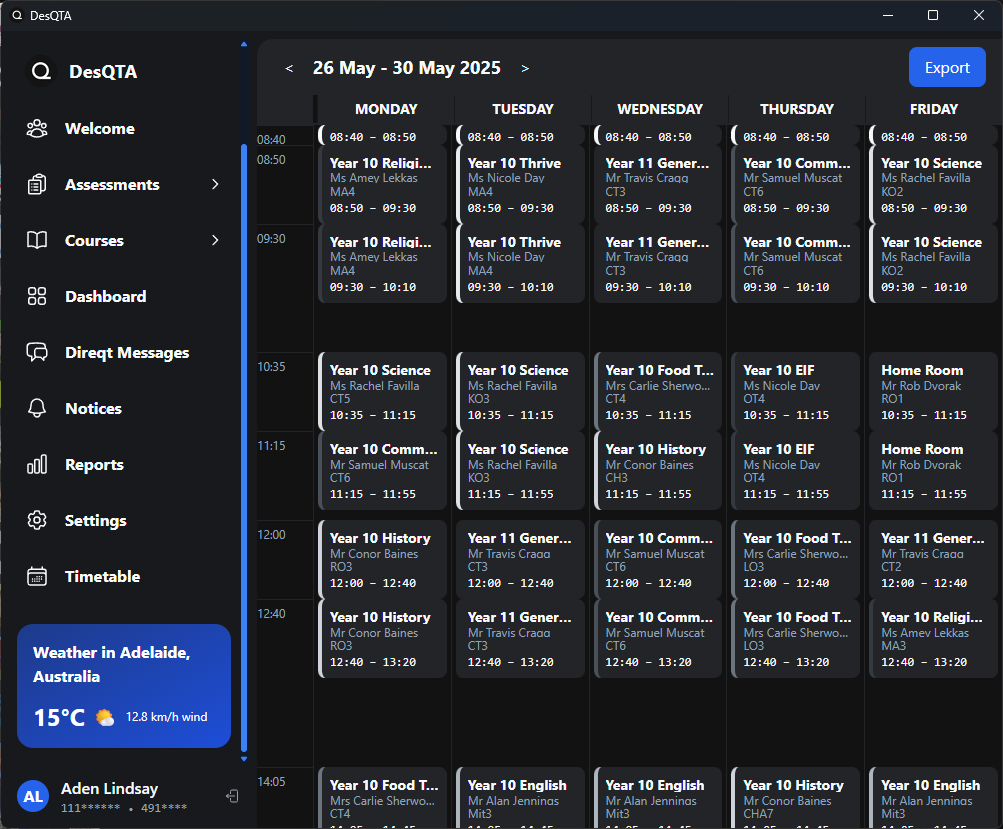 DesQTA
DesQTA
Welcome
Assessments
Courses
Dashboard
Direqt Messages
Notices
Reports
Settings
Timetable
Weather in Adelaide,
Australia
15°C 12.8 km/h wind
AL
Aden Lindsay
111****** • 491****
< 26 May - 30 May 2025 >
Export
MONDAY TUESDAY WEDNESDAY THURSDAY FRIDAY
08:40
08:40 – 08:50 08:40 – 08:50 08:40 – 08:50 08:40 – 08:50 08:40 – 08:50
08:50
Year 10 Religi... Year 10 Thrive Year 11 Gener... Year 10 Comm... Year 10 Science
Ms Amey Lekkas Ms Nicole Day Mr Travis Cragg Mr Samuel Muscat Ms Rachel Favilla
MA4 MA4 CT3 CT6 KO2
08:50 – 09:30 08:50 – 09:30 08:50 – 09:30 08:50 – 09:30 08:50 – 09:30
09:30
Year 10 Religi... Year 10 Thrive Year 11 Gener... Year 10 Comm... Year 10 Science
Ms Amey Lekkas Ms Nicole Day Mr Travis Cragg Mr Samuel Muscat Ms Rachel Favilla
MA4 MA4 CT3 CT6 KO2
09:30 – 10:10 09:30 – 10:10 09:30 – 10:10 09:30 – 10:10 09:30 – 10:10
10:35
Year 10 Science Year 10 Science Year 10 Food T... Year 10 EIF Home Room
Ms Rachel Favilla Ms Rachel Favilla Mrs Carlie Sherwo... Ms Nicole Day Mr Rob Dvorak
CT5 KO3 CT4 OT4 RO1
10:35 – 11:15 10:35 – 11:15 10:35 – 11:15 10:35 – 11:15 10:35 – 11:15
11:15
Year 10 Comm... Year 10 Science Year 10 History Year 10 EIF Home Room
Mr Samuel Muscat Ms Rachel Favilla Mr Conor Baines Ms Nicole Day Mr Rob Dvorak
CT6 KO3 CH3 OT4 RO1
11:15 – 11:55 11:15 – 11:55 11:15 – 11:55 11:15 – 11:55 11:15 – 11:55
12:00
Year 10 History Year 11 Gener... Year 10 Comm... Year 10 Food T... Year 11 Gener...
Mr Conor Baines Mr Travis Cragg Mr Samuel Muscat Mrs Carlie Sherwo... Mr Travis Cragg
RO3 CT3 CT6 LO3 CT2
12:00 – 12:40 12:00 – 12:40 12:00 – 12:40 12:00 – 12:40 12:00 – 12:40
12:40
Year 10 History Year 11 Gener... Year 10 Comm... Year 10 Food T... Year 10 Religi...
Mr Conor Baines Mr Travis Cragg Mr Samuel Muscat Mrs Carlie Sherwo... Ms Amey Lekkas
RO3 CT3 CT6 LO3 MA3
12:40 – 13:20 12:40 – 13:20 12:40 – 13:20 12:40 – 13:20 12:40 – 13:20
14:05
Year 10 Food T... Year 10 English Year 10 English Year 10 History Year 10 English
Mrs Carlie Sherwo... Mr Alan Jennings Mr Alan Jennings Mr Conor Baines Mr Alan Jennings
CT4 Mit3 Mit3 CHA7 Mit3